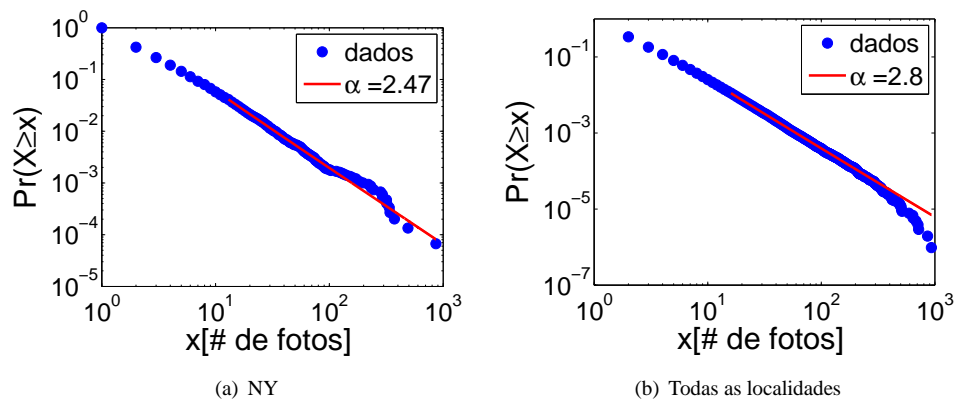 10^0
10^-1
10^-2
10^-3
10^-4
10^-5
Pr(X≥x)
dados
α =2.47
10^0 10^1 10^2 10^3
x[# de fotos]
(a) NY
10^-1
10^-3
10^-5
10^-7
Pr(X≥x)
dados
α =2.8
10^0 10^1 10^2 10^3
x[# de fotos]
(b) Todas as localidades